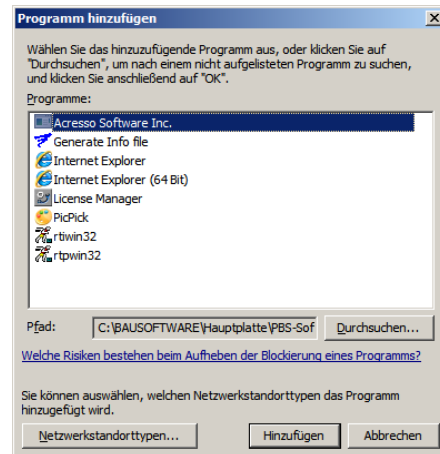 Programm hinzufügen
Wählen Sie das hinzuzufügende Programm aus, oder klicken Sie auf
"Durchsuchen", um nach einem nicht aufgelisteten Programm zu suchen,
und klicken Sie anschließend auf "OK".
Programme:
Acresso Software Inc.
Generate Info file
Internet Explorer
Internet Explorer (64 Bit)
License Manager
PicPick
rtiwin32
rtpwin32
Pfad: C:\BAUSOFTWARE\Hauptplatte\PBS-Sof Durchsuchen...
Welche Risiken bestehen beim Aufheben der Blockierung eines Programms?
Sie können auswählen, welchen Netzwerkstandorttypen das Programm
hinzugefügt wird.
Netzwerkstandorttypen... Hinzufügen Abbrechen